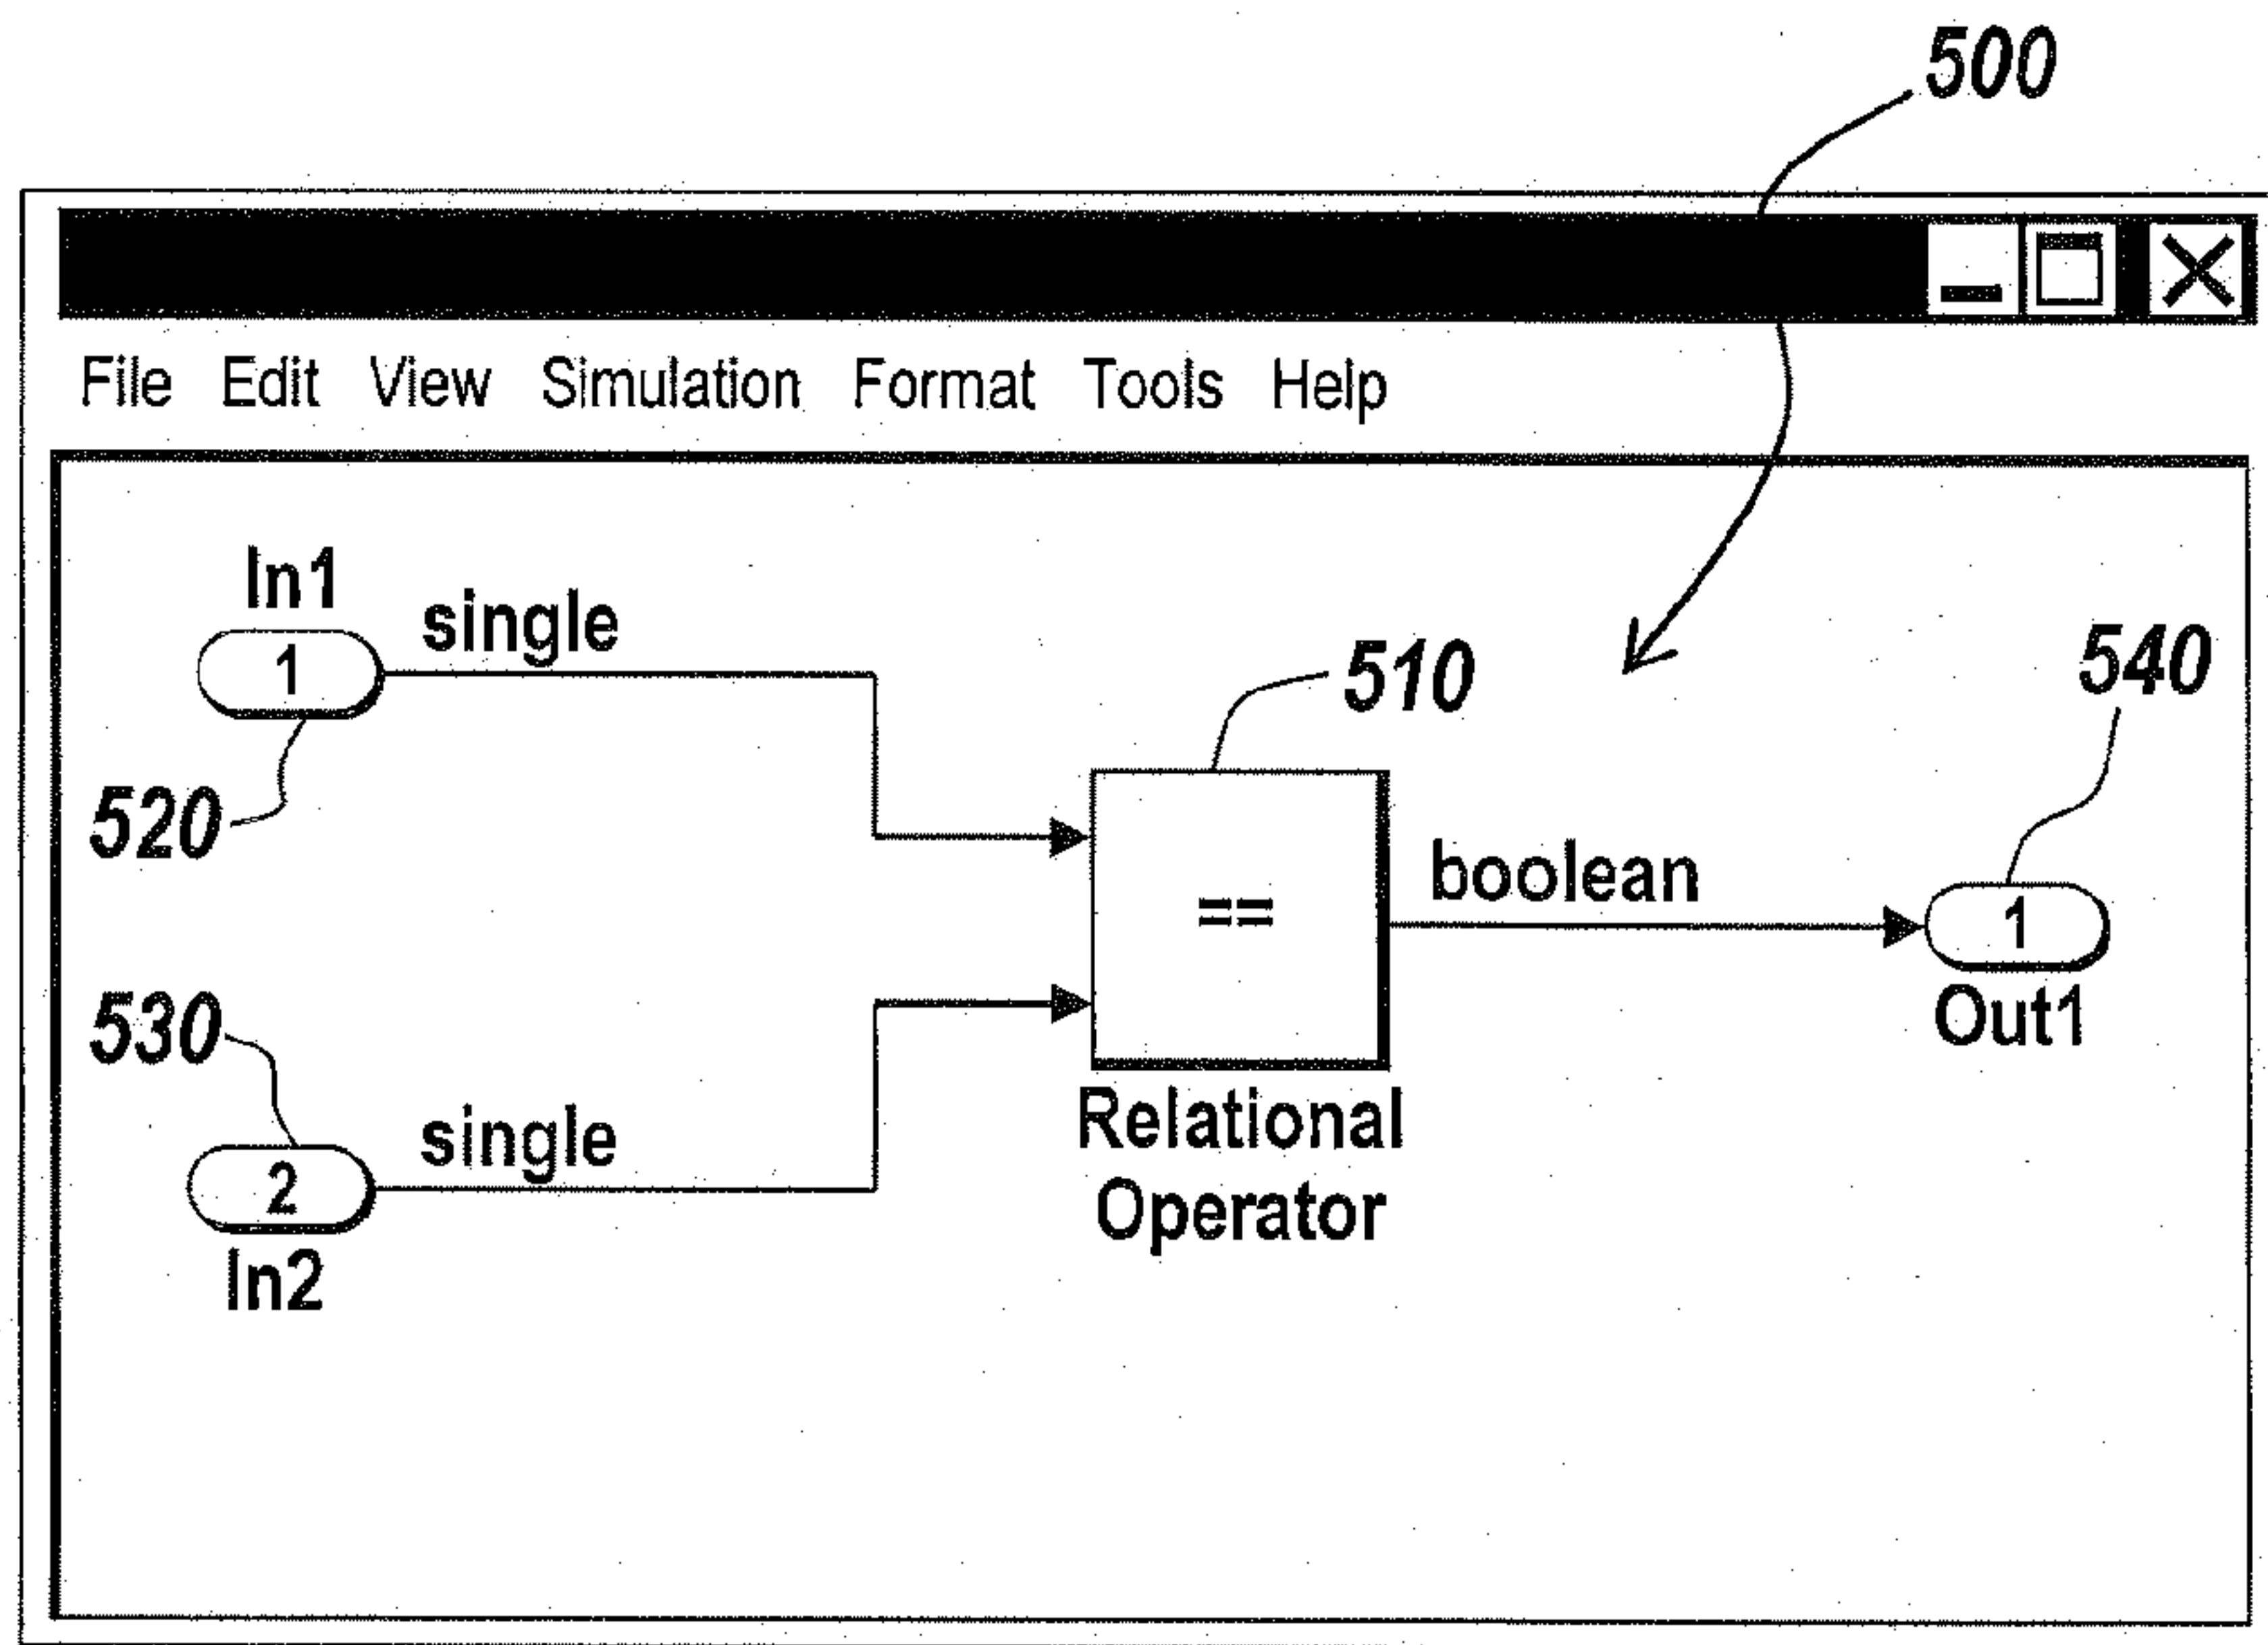 500
File Edit View Simulation Format Tools Help
In1
single
1
510
540
520
==
boolean
1
Out1
530
single
2
In2
Relational
Operator